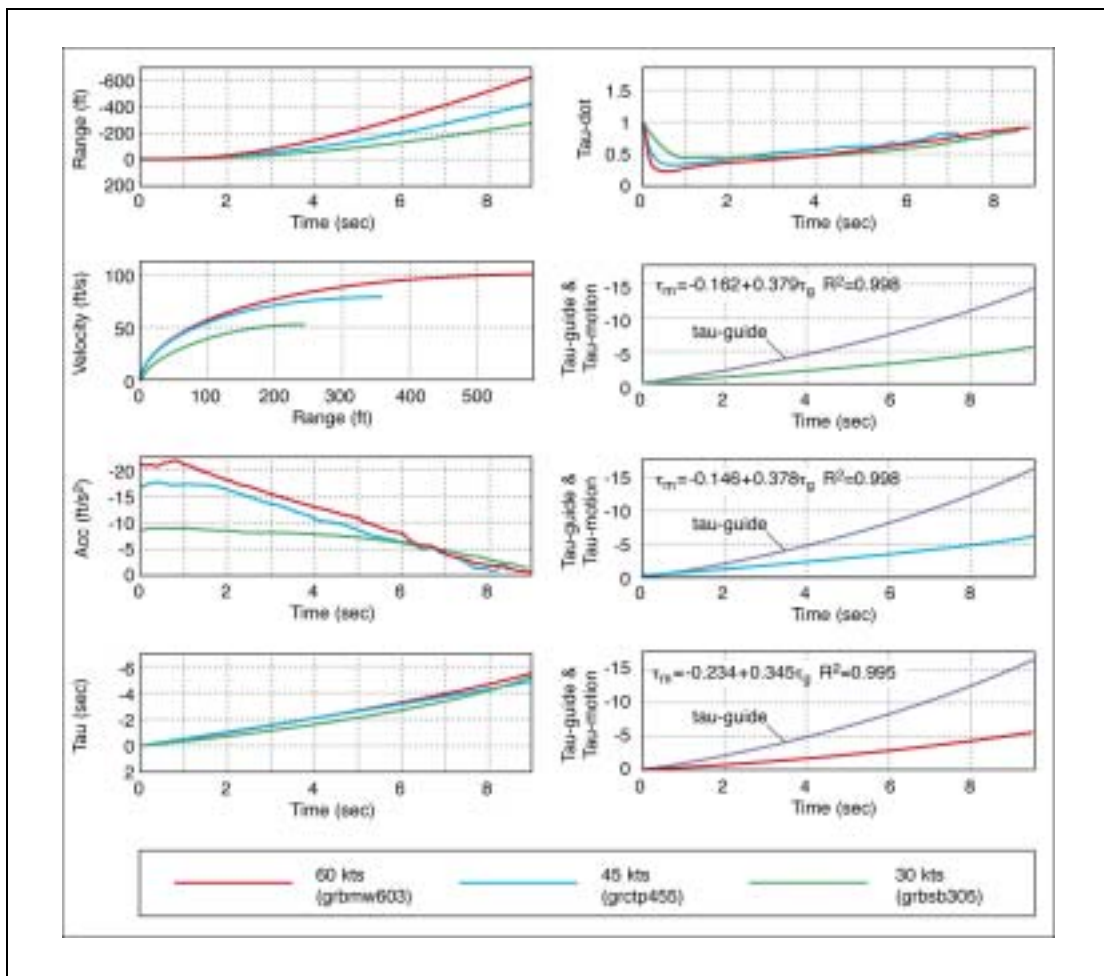 -600
-400
-200
0
200
Range (ft)
0 2 4 6 8
Time (sec)
1.5
1
0.5
0
Tau-dot
0 2 4 6 8
Time (sec)
100
50
0
Velocity (ft/s)
0 100 200 300 400 500
Range (ft)
-15
-10
-5
0
Tau-guide &
Tau-motion
τm=-0.162+0.379τg R²=0.998
tau-guide
0 2 4 6 8
Time (sec)
-20
-15
-10
-5
0
Acc (ft/s²)
0 2 4 6 8
Time (sec)
-15
-10
-5
0
Tau-guide &
Tau-motion
τm=-0.146+0.378τg R²=0.998
tau-guide
0 2 4 6 8
Time (sec)
-6
-4
-2
0
2
Tau (sec)
0 2 4 6 8
Time (sec)
-15
-10
-5
0
Tau-guide &
Tau-motion
τm=-0.234+0.345τg R²=0.995
tau-guide
0 2 4 6 8
Time (sec)
60 kts
(grbmw603)
45 kts
(grctp455)
30 kts
(grbsb305)